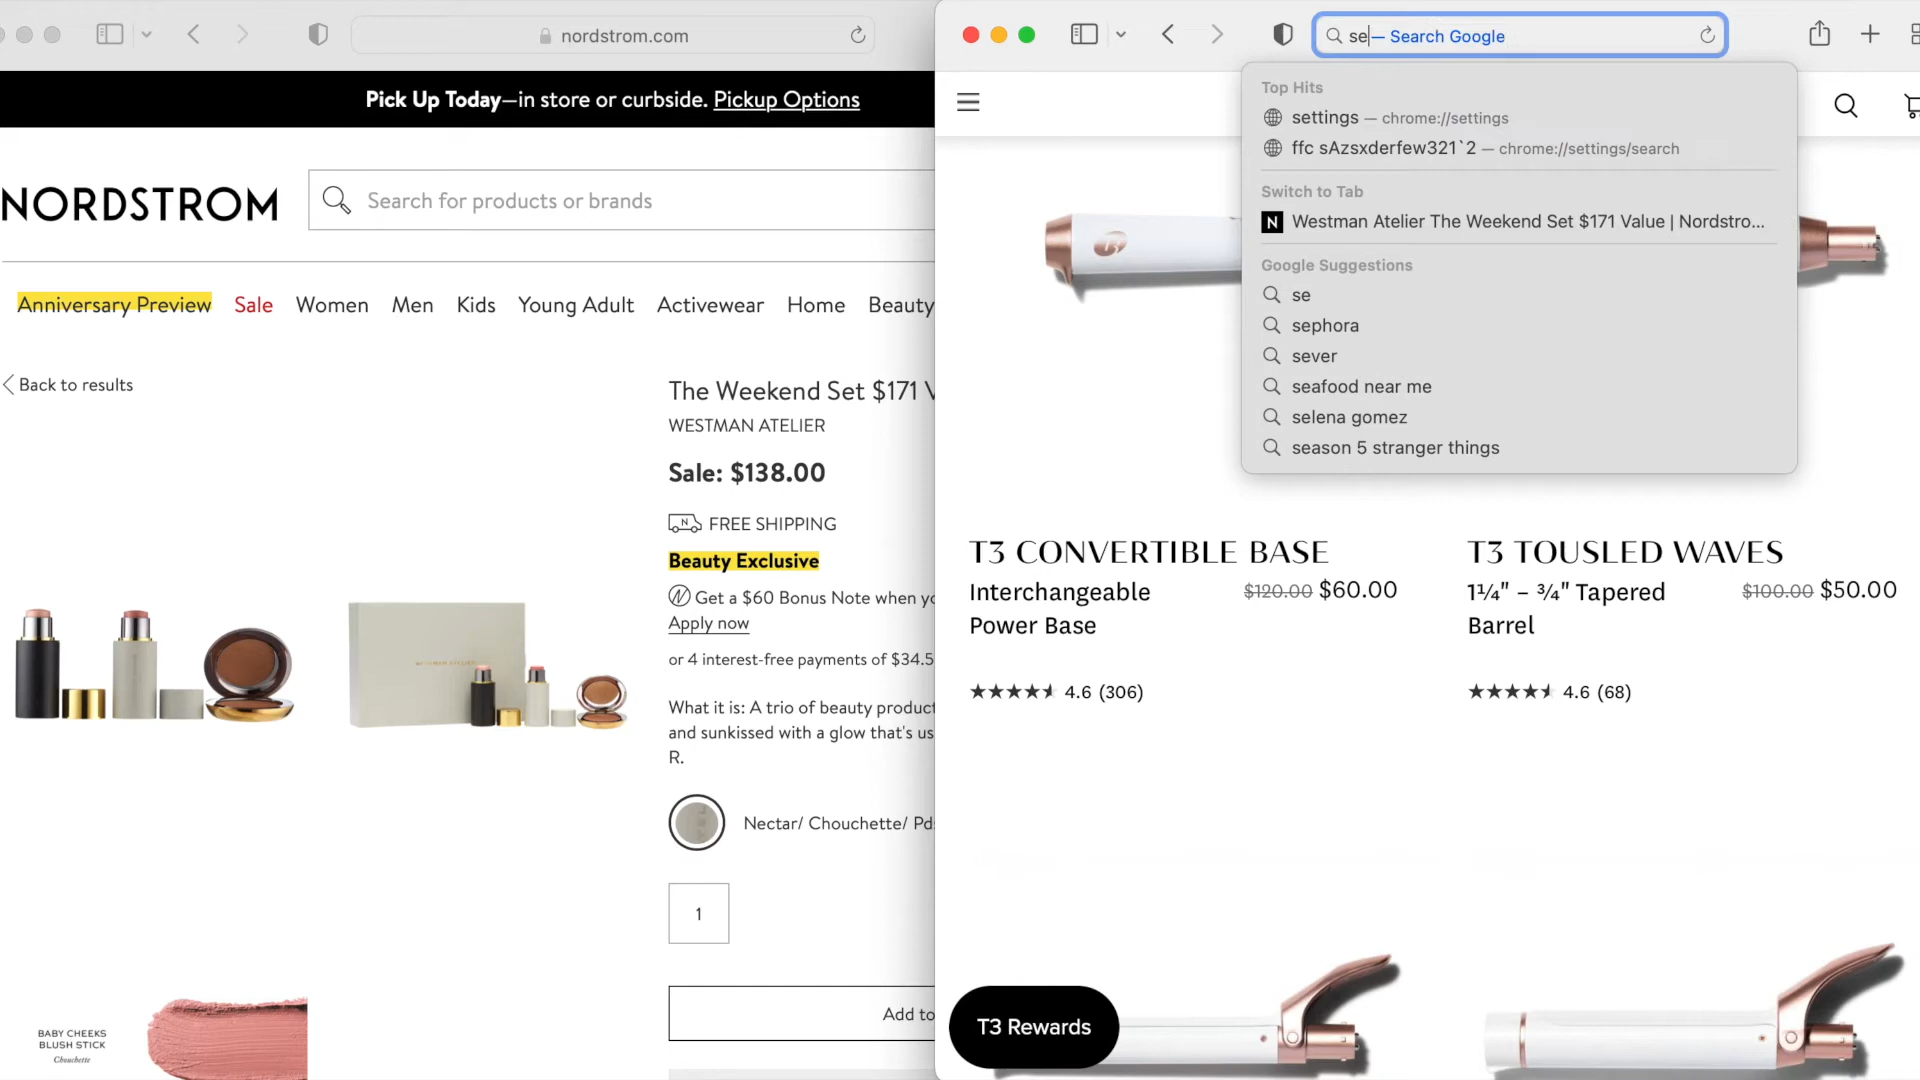 nordstrom.com
Pick Up Today—in store or curbside. Pickup Options
NORDSTROM
Search for products or brands
Anniversary Preview Sale Women Men Kids Young Adult Activewear Home Beauty
Back to results
The Weekend Set $171 V
WESTMAN ATELIER
Sale: $138.00
N FREE SHIPPING
Beauty Exclusive
N Get a $60 Bonus Note when yo
Apply now
or 4 interest-free payments of $34.5
What it is: A trio of beauty product
and sunkissed with a glow that's us
R.
Nectar/ Chouchette/ Pd
1
Add to
WESTMAN ATELIER
BABY CHEEKS
BLUSH STICK
Chouchette
se — Search Google
Top Hits
settings — chrome://settings
ffc sAzsxderfew321`2 — chrome://settings/search
Switch to Tab
N Westman Atelier The Weekend Set $171 Value | Nordstro...
Google Suggestions
se
sephora
sever
seafood near me
selena gomez
season 5 stranger things
T3 CONVERTIBLE BASE
Interchangeable
Power Base
$120.00 $60.00
★★★★★ 4.6 (306)
T3 TOUSLED WAVES
1¼" – ¾" Tapered
Barrel
$100.00 $50.00
★★★★★ 4.6 (68)
T3 Rewards